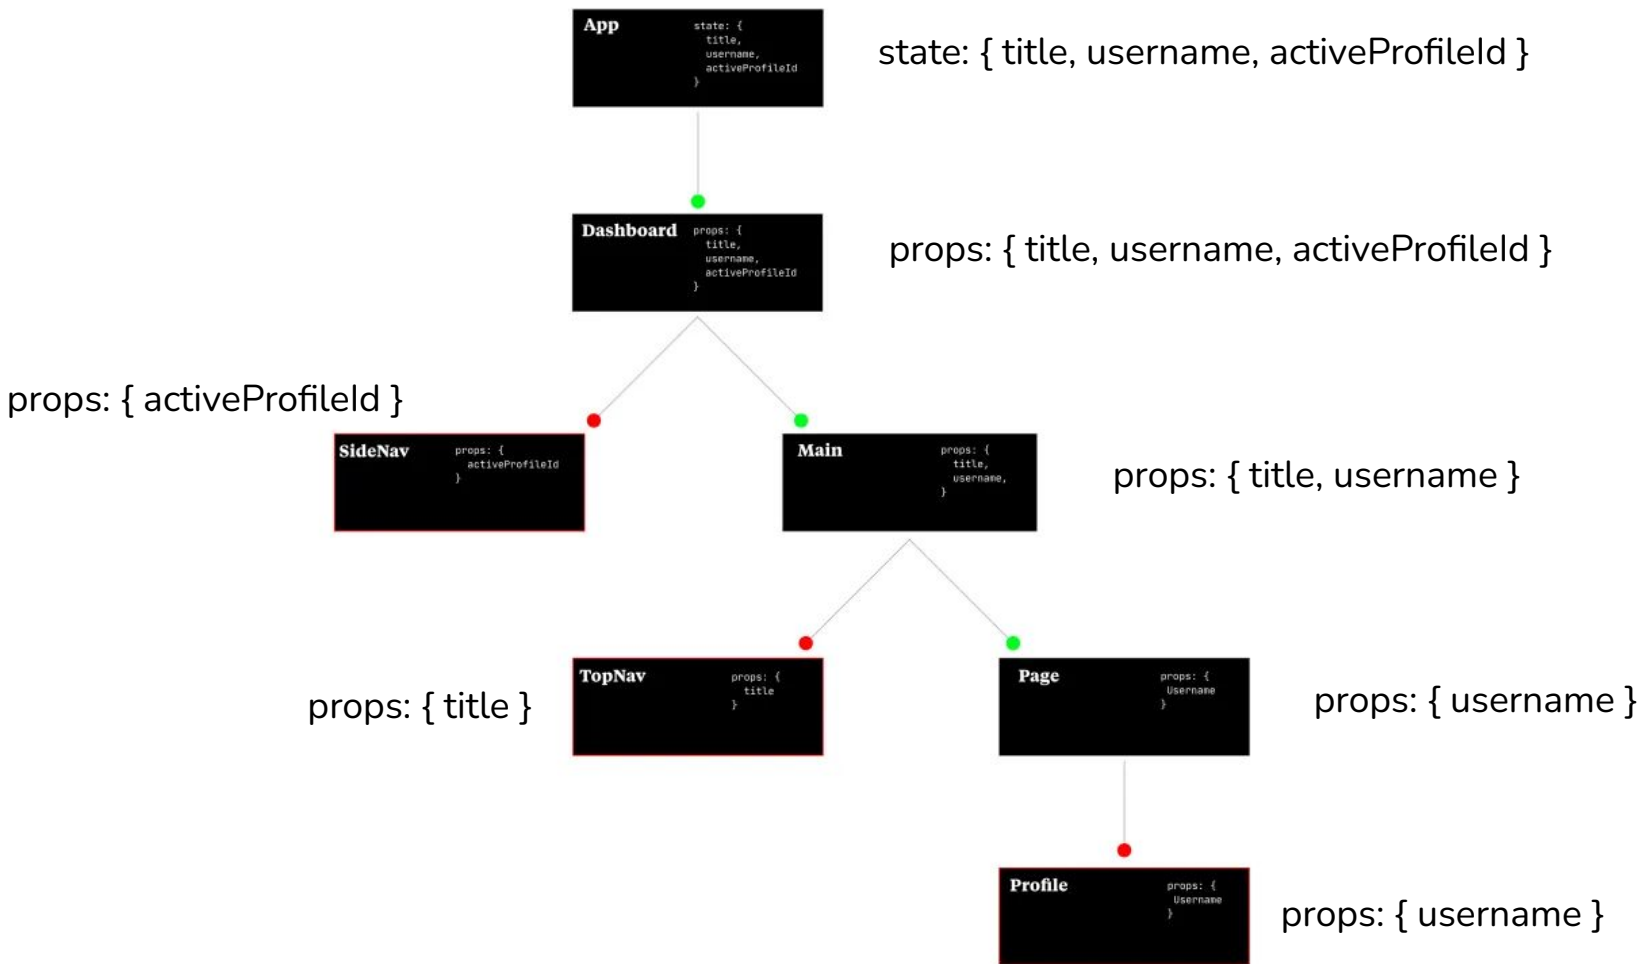 App
state: {
title,
username,
activeProfileId
}
state: { title, username, activeProfileId }
Dashboard
props: {
title,
username,
activeProfileId
}
props: { title, username, activeProfileId }
props: { activeProfileId }
SideNav
props: {
activeProfileId
}
Main
props: {
title,
username,
}
props: { title, username }
props: { title }
TopNav
props: {
title
}
Page
props: {
Username
}
props: { username }
Profile
props: {
Username
}
props: { username }